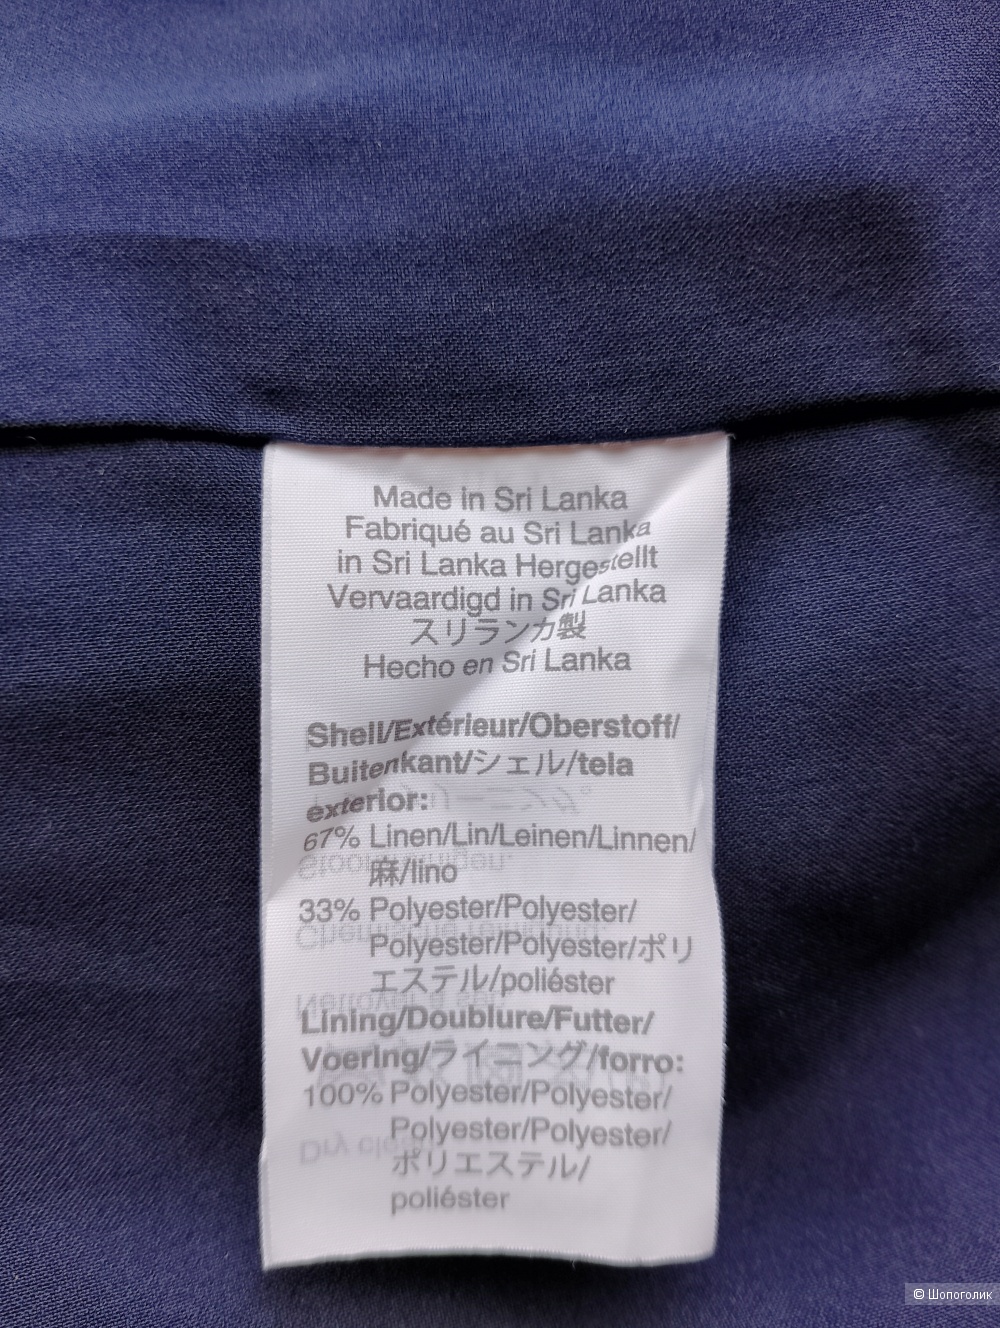 Made in Sri Lanka
Fabriqué au Sri Lanka
in Sri Lanka Hergestellt
Vervaardigd in Sri Lanka
スリランカ製
Hecho en Sri Lanka
Shell/Extérieur/Oberstoff/
Buitenkant/シェル/tela
exterior:
67% Linen/Lin/Leinen/Linnen/
麻/lino
33% Polyester/Polyester/
Polyester/Polyester/ポリ
エステル/poliéster
Lining/Doublure/Futter/
Voering/ライニング/forro:
100% Polyester/Polyester/
Polyester/Polyester/
ポリエステル/
poliéster
© Шопоголик